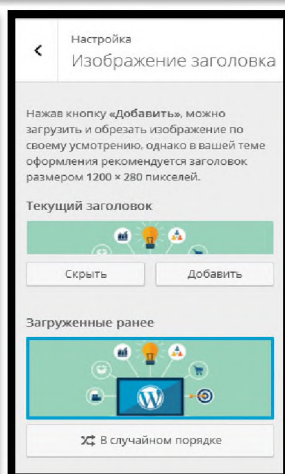 Настройка
Изображение заголовка
Нажав кнопку «Добавить», можно
загрузить и обрезать изображение по
своему усмотрению, однако в вашей теме
оформления рекомендуется заголовок
размером 1200 × 280 пикселей.
Текущий заголовок
Скрыть Добавить
Загруженные ранее
В случайном порядке